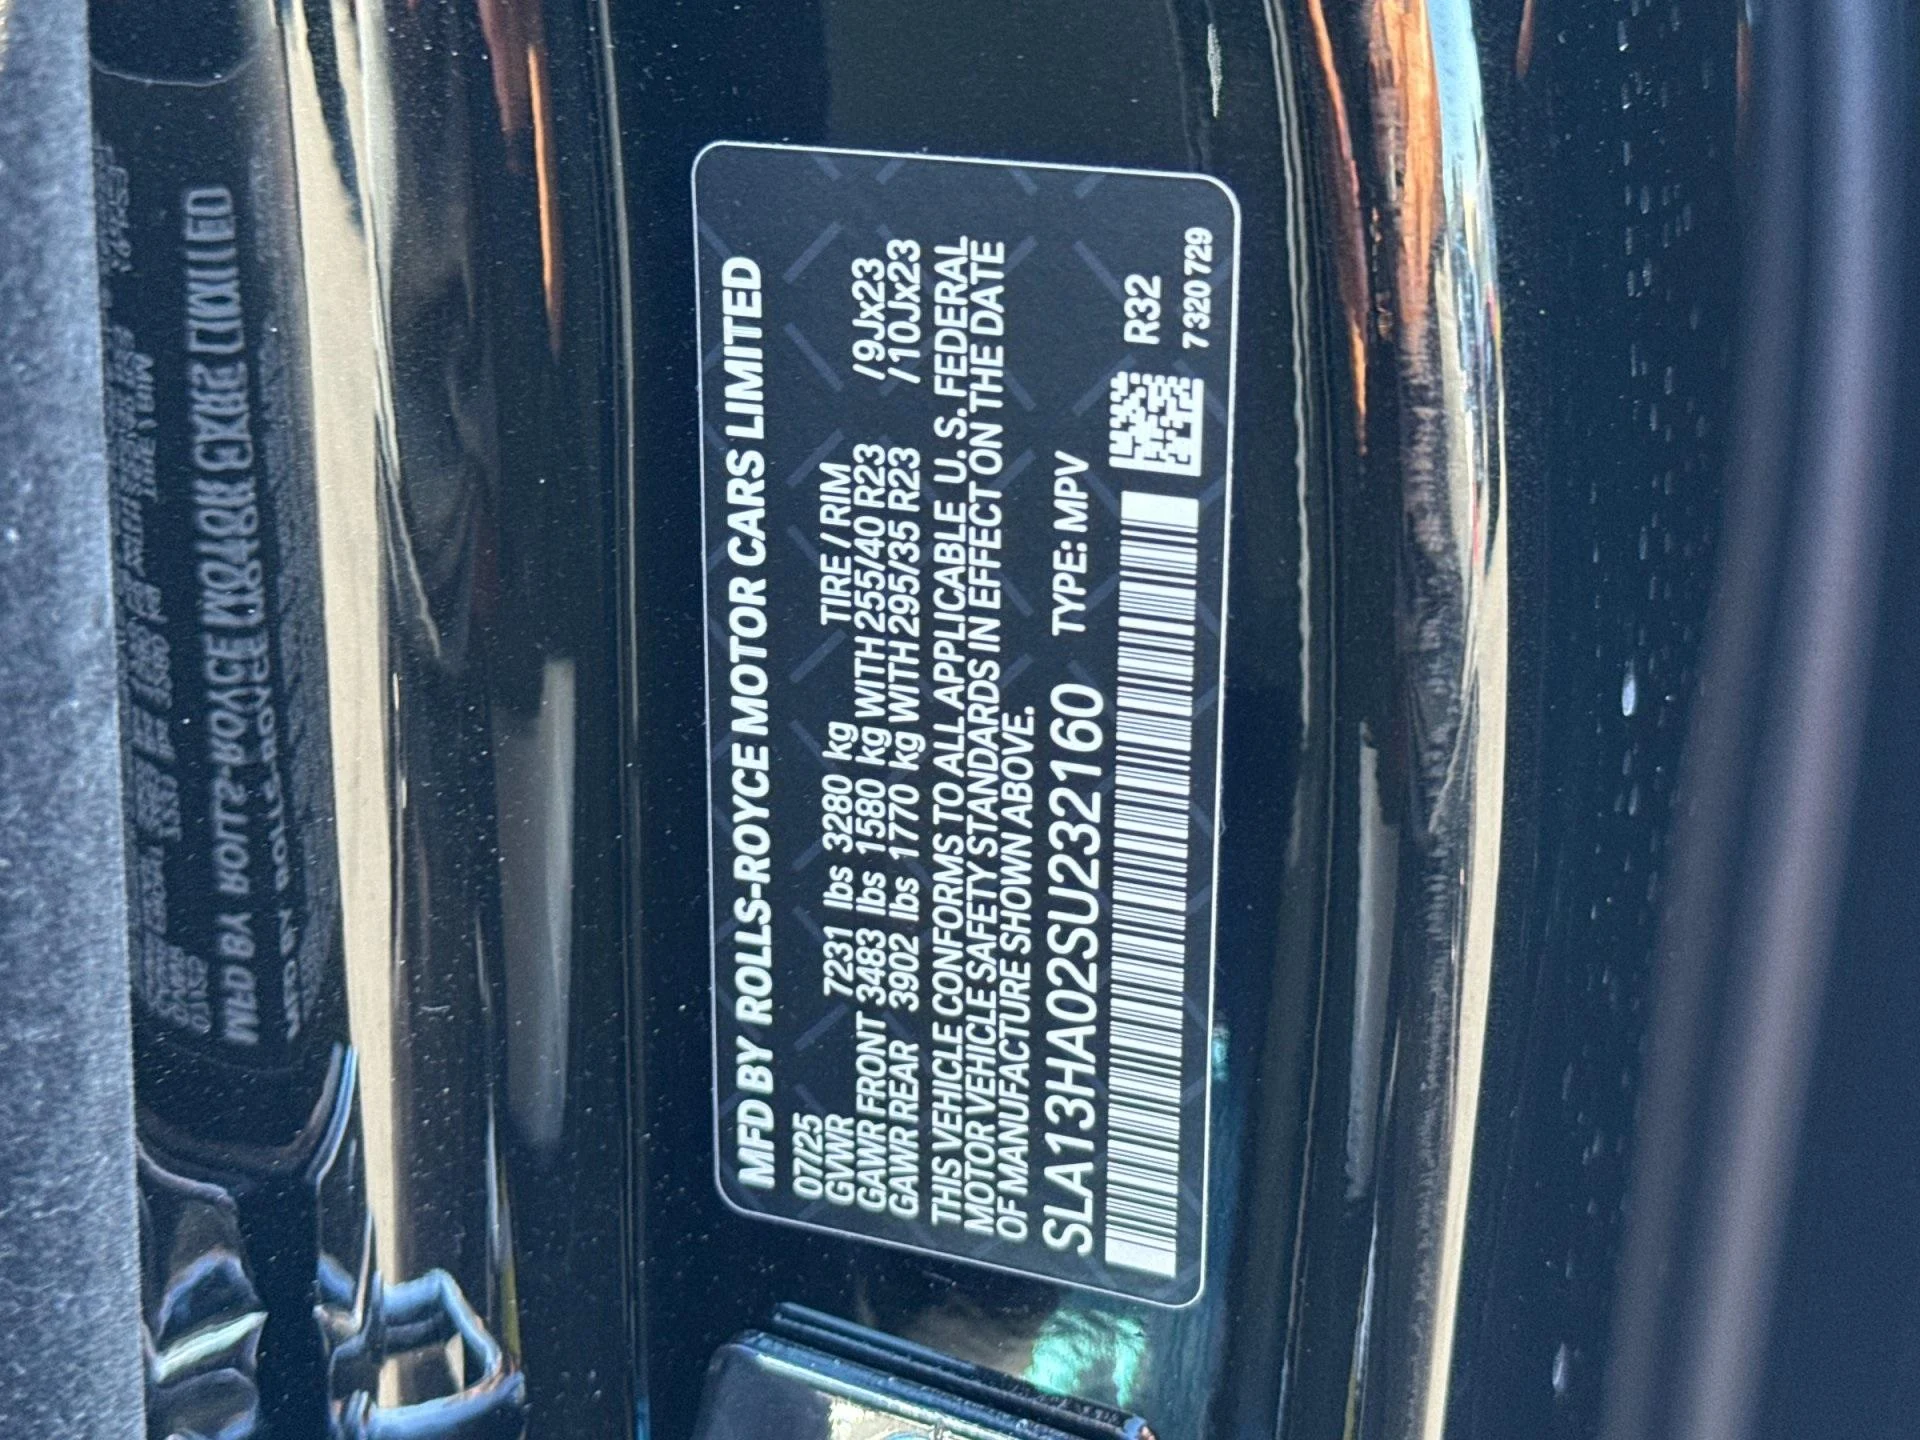 MFD BY ROLLS-ROYCE MOTOR CARS LIMITED
07/25
GVWR 7231 lbs 3280 kg TIRE / RIM
GAWR FRONT 3483 lbs 1580 kg WITH 255/40 R23 / 9Jx23
GAWR REAR 3902 lbs 1770 kg WITH 295/35 R23 / 10Jx23
THIS VEHICLE CONFORMS TO ALL APPLICABLE U. S. FEDERAL
MOTOR VEHICLE SAFETY STANDARDS IN EFFECT ON THE DATE
OF MANUFACTURE SHOWN ABOVE.
SLA13HA02SU232160 TYPE: MPV
R32
7 320 729